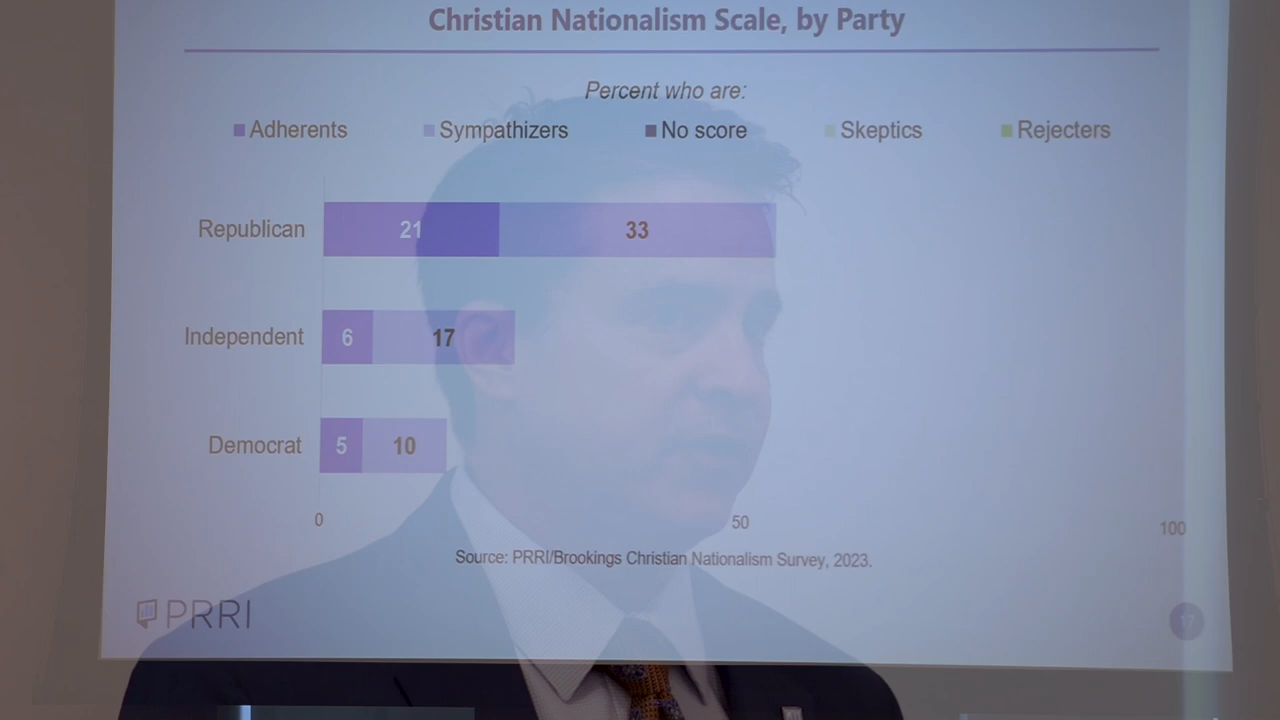 Christian Nationalism Scale, by Party
Percent who are:
Adherents Sympathizers No score Skeptics Rejecters
Republican 21 33
Independent 6 17
Democrat 5 10
0 50 100
Source: PRRI/Brookings Christian Nationalism Survey, 2023.
PRRI
17